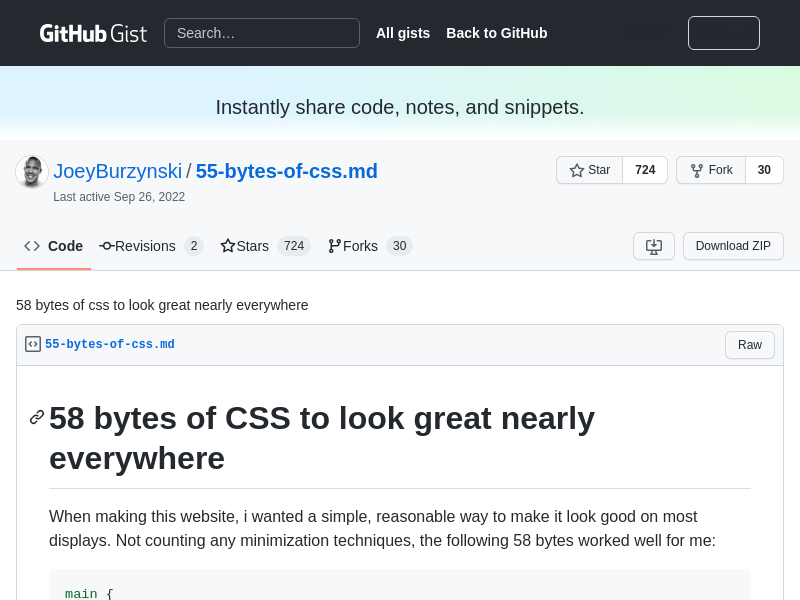 GitHub Gist Search… All gists Back to GitHub
Instantly share code, notes, and snippets.
JoeyBurzynski / 55-bytes-of-css.md
Star 724 Fork 30
Last active Sep 26, 2022
Code Revisions 2 Stars 724 Forks 30 Download ZIP
58 bytes of css to look great nearly everywhere
55-bytes-of-css.md Raw
58 bytes of CSS to look great nearly
everywhere
When making this website, i wanted a simple, reasonable way to make it look good on most
displays. Not counting any minimization techniques, the following 58 bytes worked well for me:
main {